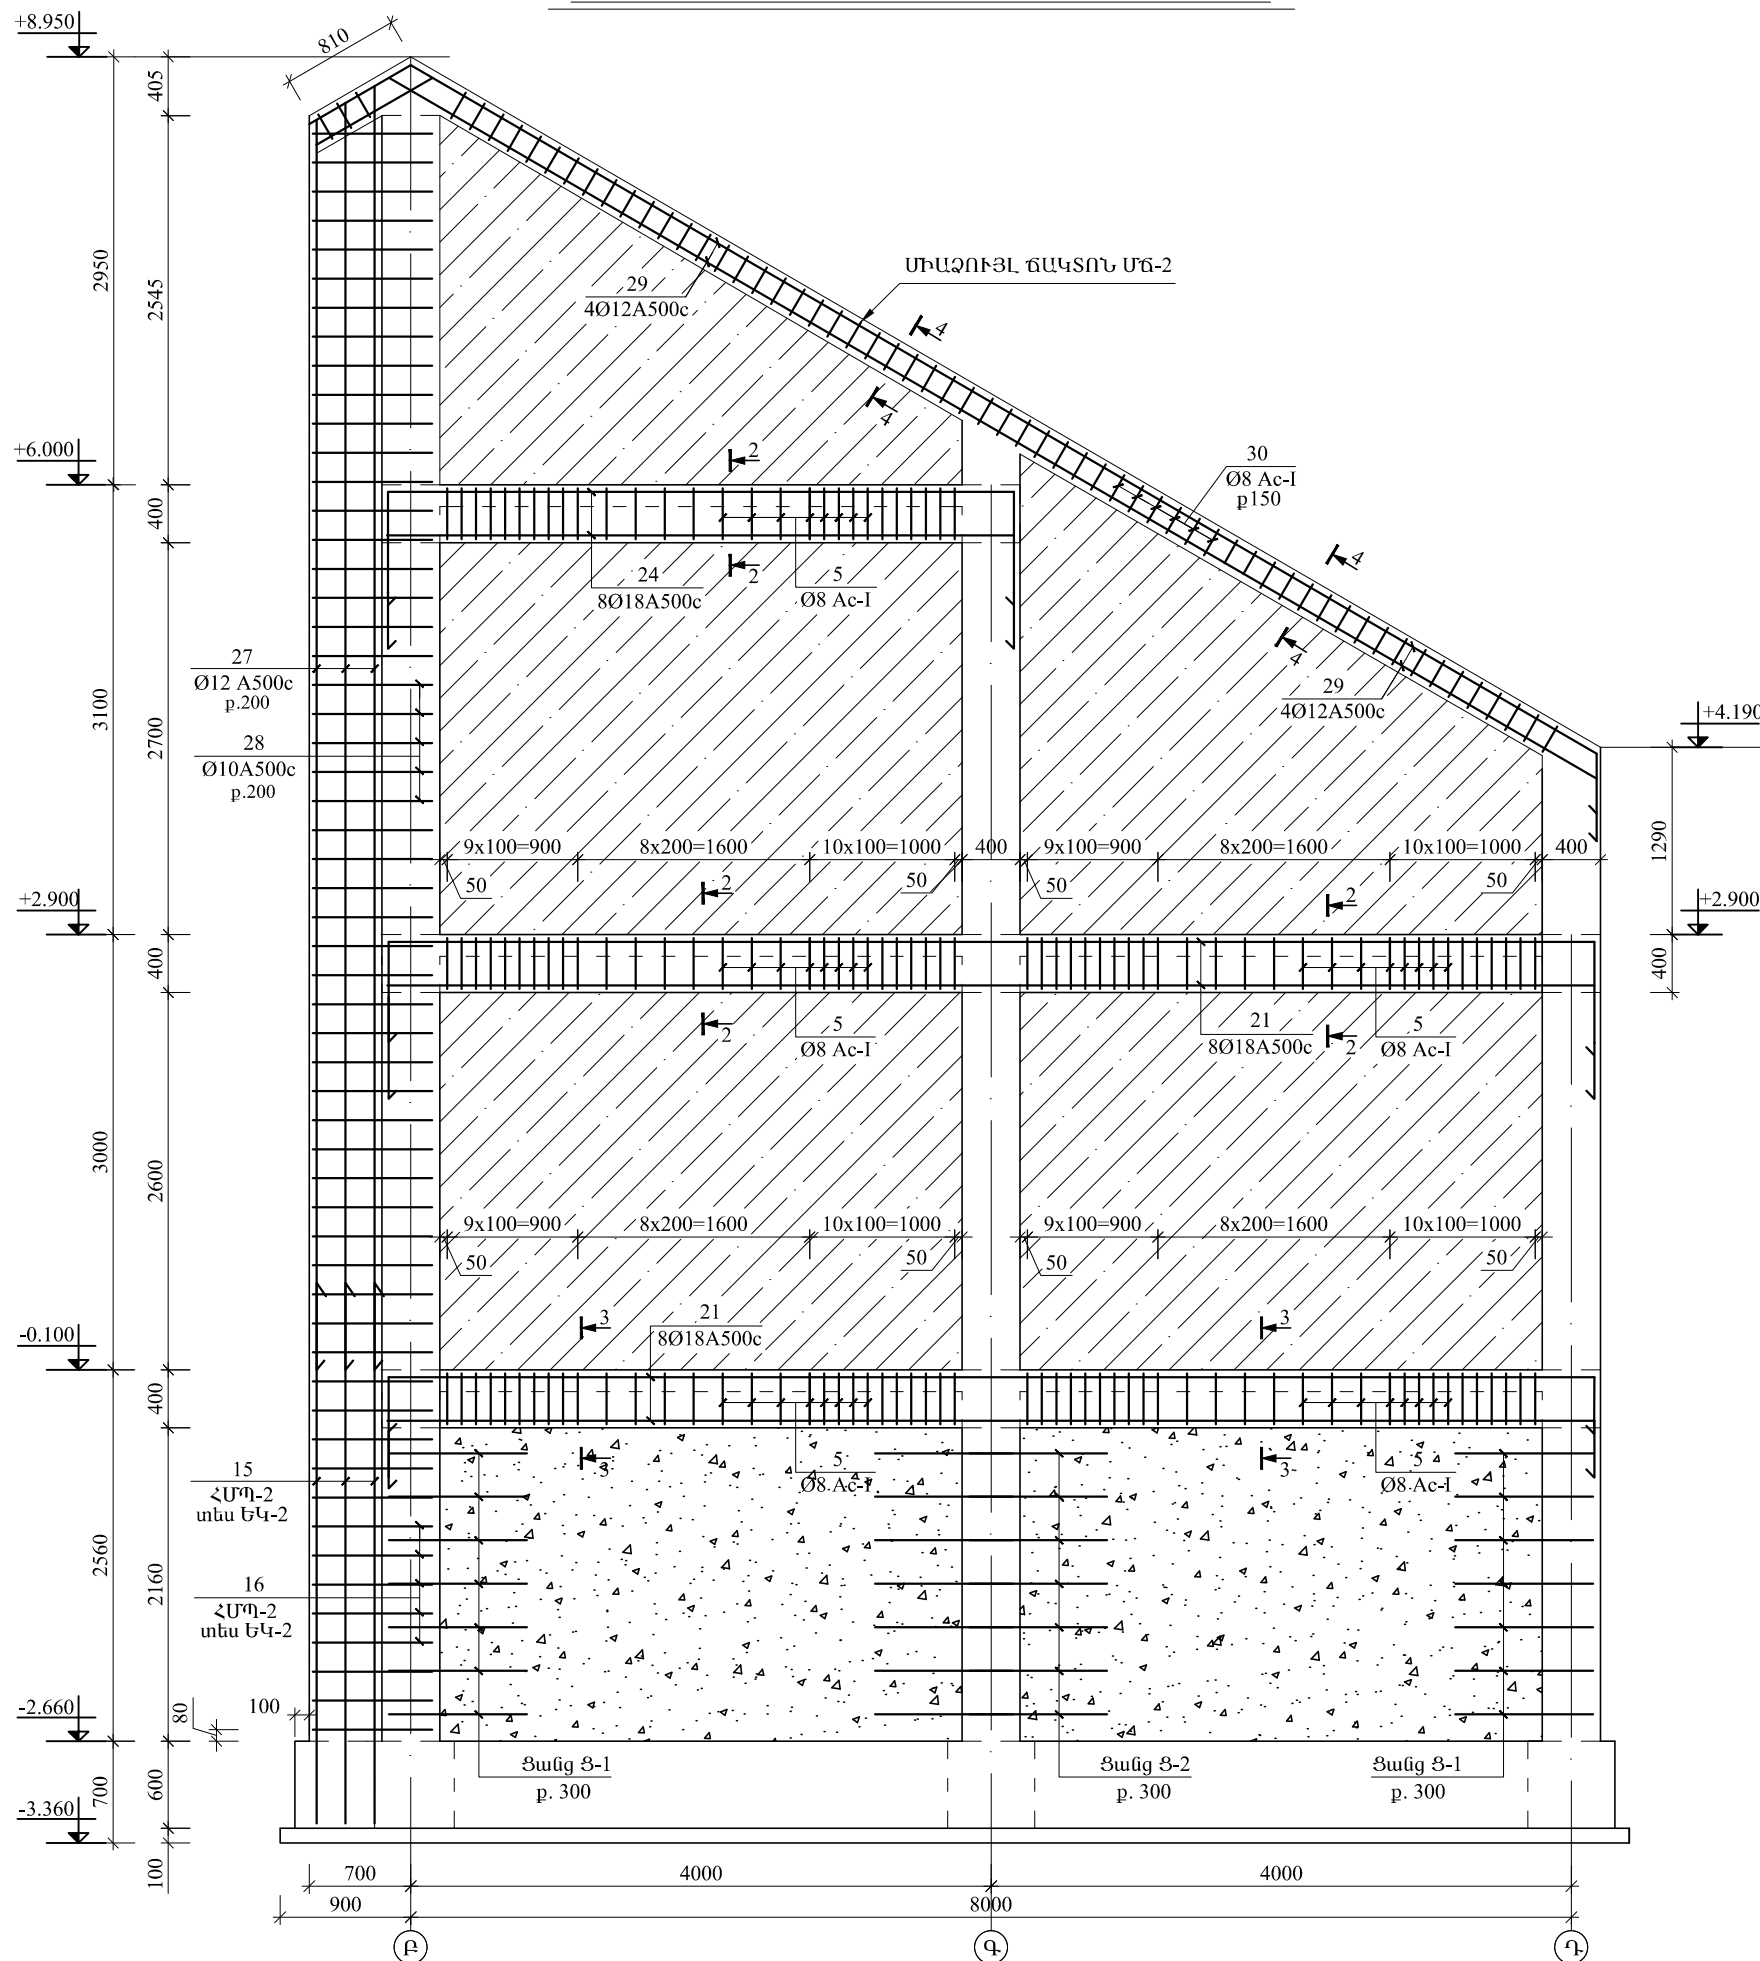 +8.950
810
405
2950
2545
ՄԻԱՁՈՒՅԼ ՃԱԿՏՈՆ ՄՃ-2
29
4Ø12A500c
4
4
+6.000
2
30
Ø8 Ac-I
ք150
400
4
2
24
8Ø18A500c
5
Ø8 Ac-I
4
27
Ø12 A500c
ք.200
29
4Ø12A500c
+4.190
3100
2700
28
Ø10A500c
ք.200
9x100=900
8x200=1600
10x100=1000
400
9x100=900
8x200=1600
10x100=1000
400
1290
50
2
50
50
2
50
+2.900
+2.900
400
400
2
5
Ø8 Ac-I
21
8Ø18A500c
2
5
Ø8 Ac-I
3000
2600
9x100=900
8x200=1600
10x100=1000
9x100=900
8x200=1600
10x100=1000
50
50
50
50
-0.100
3
21
8Ø18A500c
3
400
3
5
Ø8 Ac-I
3
5
Ø8 Ac-I
15
ՀՄՊ-2
տես ԵԿ-2
2560
2160
16
ՀՄՊ-2
տես ԵԿ-2
-2.660
80
100
Ցանց Ց-1
ք. 300
Ցանց Ց-2
ք. 300
Ցանց Ց-1
ք. 300
700
600
-3.360
100
700
4000
4000
900
8000
Բ
Գ
Դ